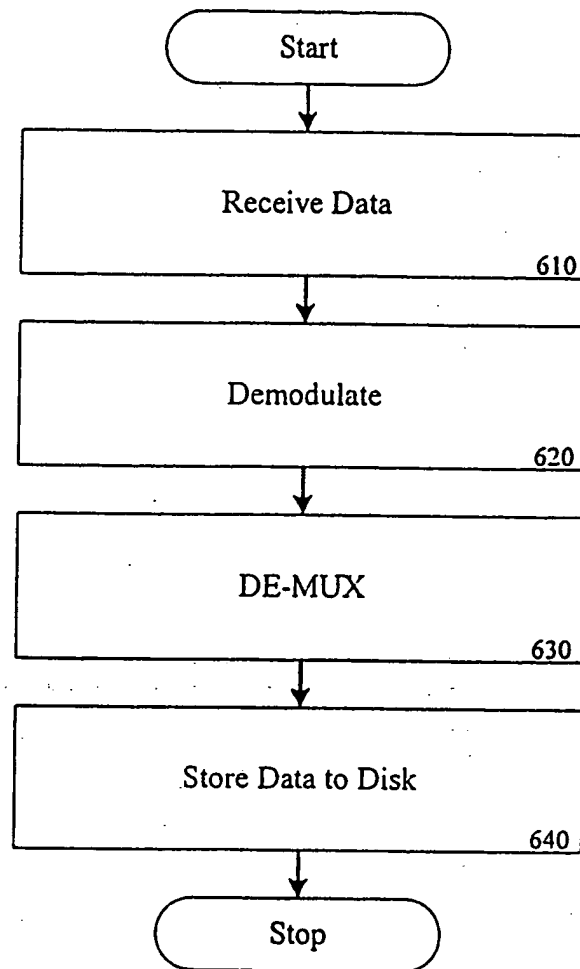 Start
Receive Data
610
Demodulate
620
DE-MUX
630
Store Data to Disk
640
Stop